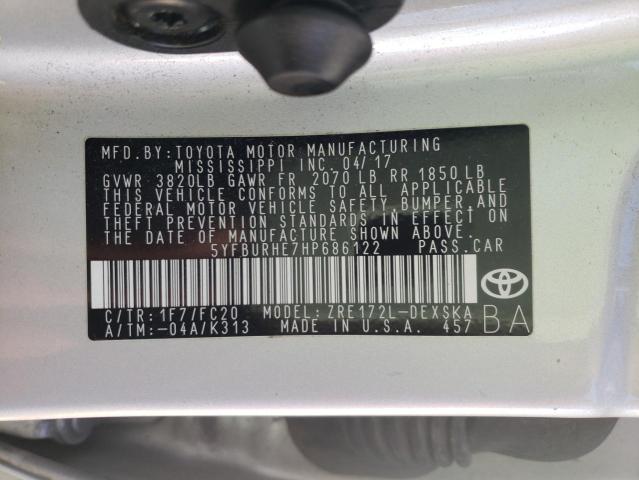 MFD.BY:TOYOTA MOTOR MANUFACTURING
MISSISSIPPI INC. 04/17
GVWR 3820LB GAWR FR 2070 LB RR 1850 LB
THIS VEHICLE CONFORMS TO ALL APPLICABLE
FEDERAL MOTOR VEHICLE SAFETY, BUMPER, AND
THEFT PREVENTION STANDARDS IN EFFECT
ON THE DATE OF MANUFACTURE SHOWN ABOVE.
5YFBURHE7HP686122 PASS.CAR
C/TR:1F7/FC20 MODEL:ZRE172L-DEXSKA
A/TM:-04A/K313 MADE IN U.S.A. 457 BA